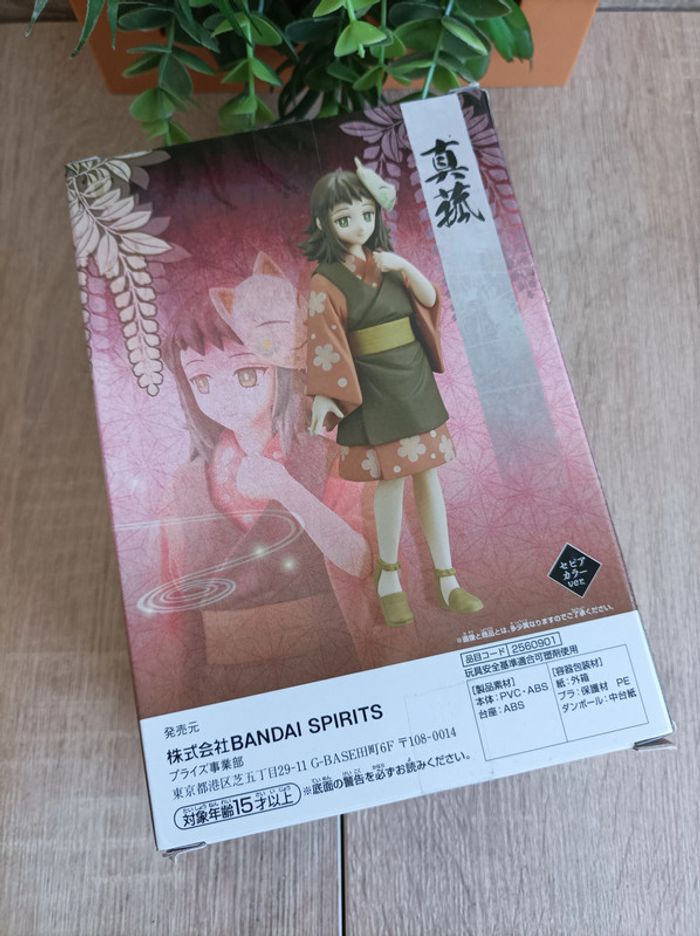 真菰
セピア
カラー
ver.
※画像と商品とは、多少異なりますのでご了承ください。
品目コード 2560901
玩具安全基準適合可塑剤使用
[製品素材]
本体：PVC・ABS
台座：ABS
[容器包装材]
紙：外箱
プラ：保護材 PE
ダンボール：中台紙
発売元
株式会社BANDAI SPIRITS
プライズ事業部
東京都港区芝五丁目29-11 G-BASE田町6F 〒108-0014
対象年齢15才以上 ※底面の警告を必ずお読みください。